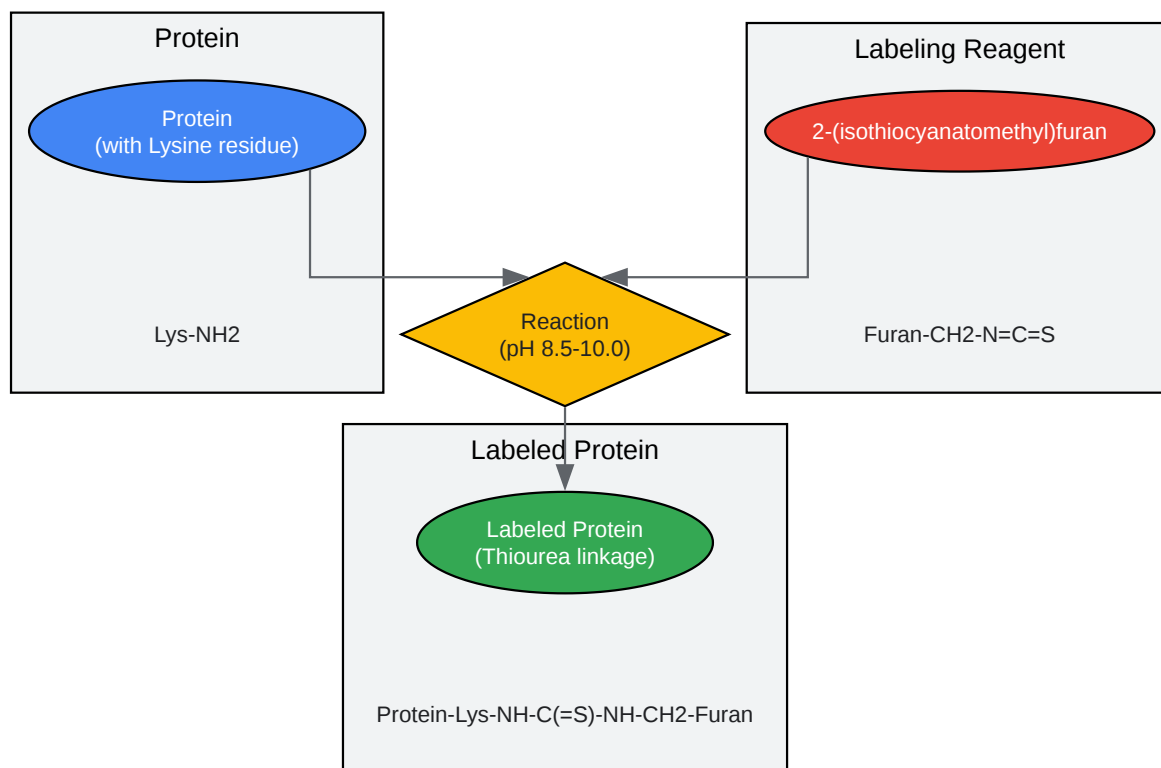 Protein
Protein
(with Lysine residue)
Lys-NH2
Labeling Reagent
2-(isothiocyanatomethyl)furan
Furan-CH2-N=C=S
Reaction
(pH 8.5-10.0)
Labeled Protein
Labeled Protein
(Thiourea linkage)
Protein-Lys-NH-C(=S)-NH-CH2-Furan